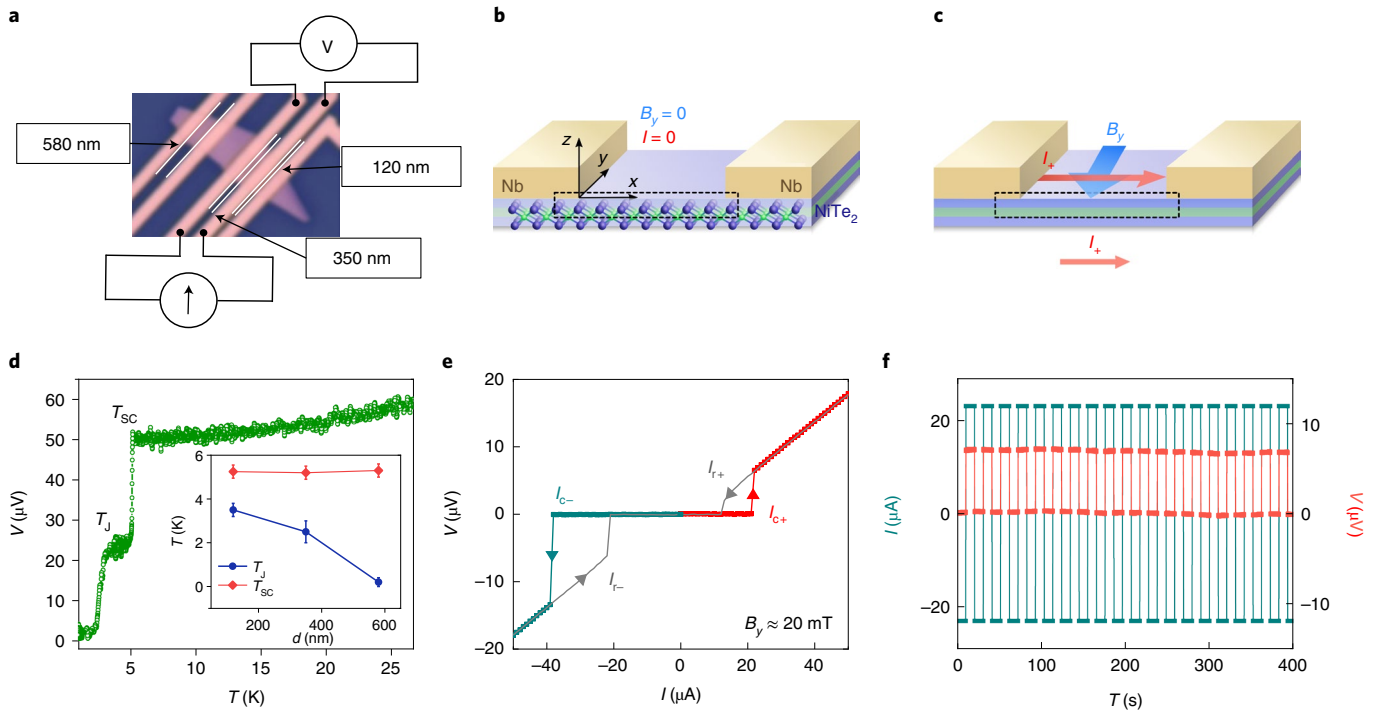 a
V
580 nm
120 nm
350 nm
b
B_y = 0
I = 0
z
y
x
Nb
NiTe₂
c
B_y
I₊
Nb
I₊
d
V (μV)
60
50
40
30
20
10
0
T_SC
T_J
T (K)
6
4
2
0
T_J
T_SC
200 400 600
d (nm)
5 10 15 20 25
T (K)
e
V (μV)
20
10
0
−10
−20
I_c−
I_r+
I_c+
I_r−
B_y ≈ 20 mT
−40 −20 0 20 40
I (μA)
f
I (μA)
20
0
−20
10
0
−10
V (μV)
0 100 200 300 400
T (s)